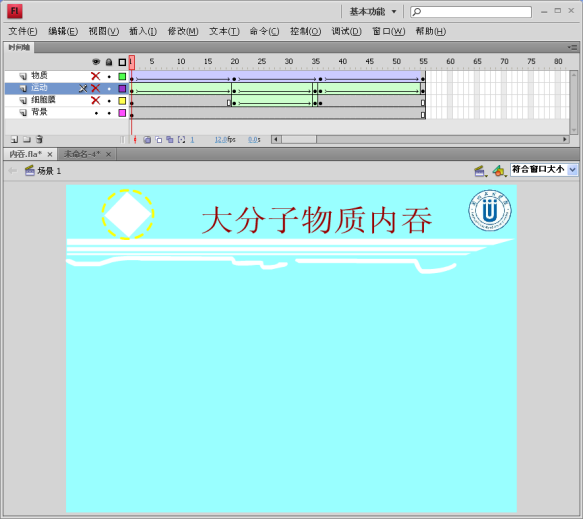 FL 基本功能
文件(F) 编辑(E) 视图(V) 插入(I) 修改(M) 文本(T) 命令(C) 控制(O) 调试(D) 窗口(W) 帮助(H)
时间轴
1 5 10 15 20 25 30 35 40 45 50 55 60 65 70 75 80
物质
运动
细胞膜
背景
1 12.0fps 0.0s
内吞.fla* × 未命名-4* ×
场景 1 符合窗口大小
大分子物质内吞